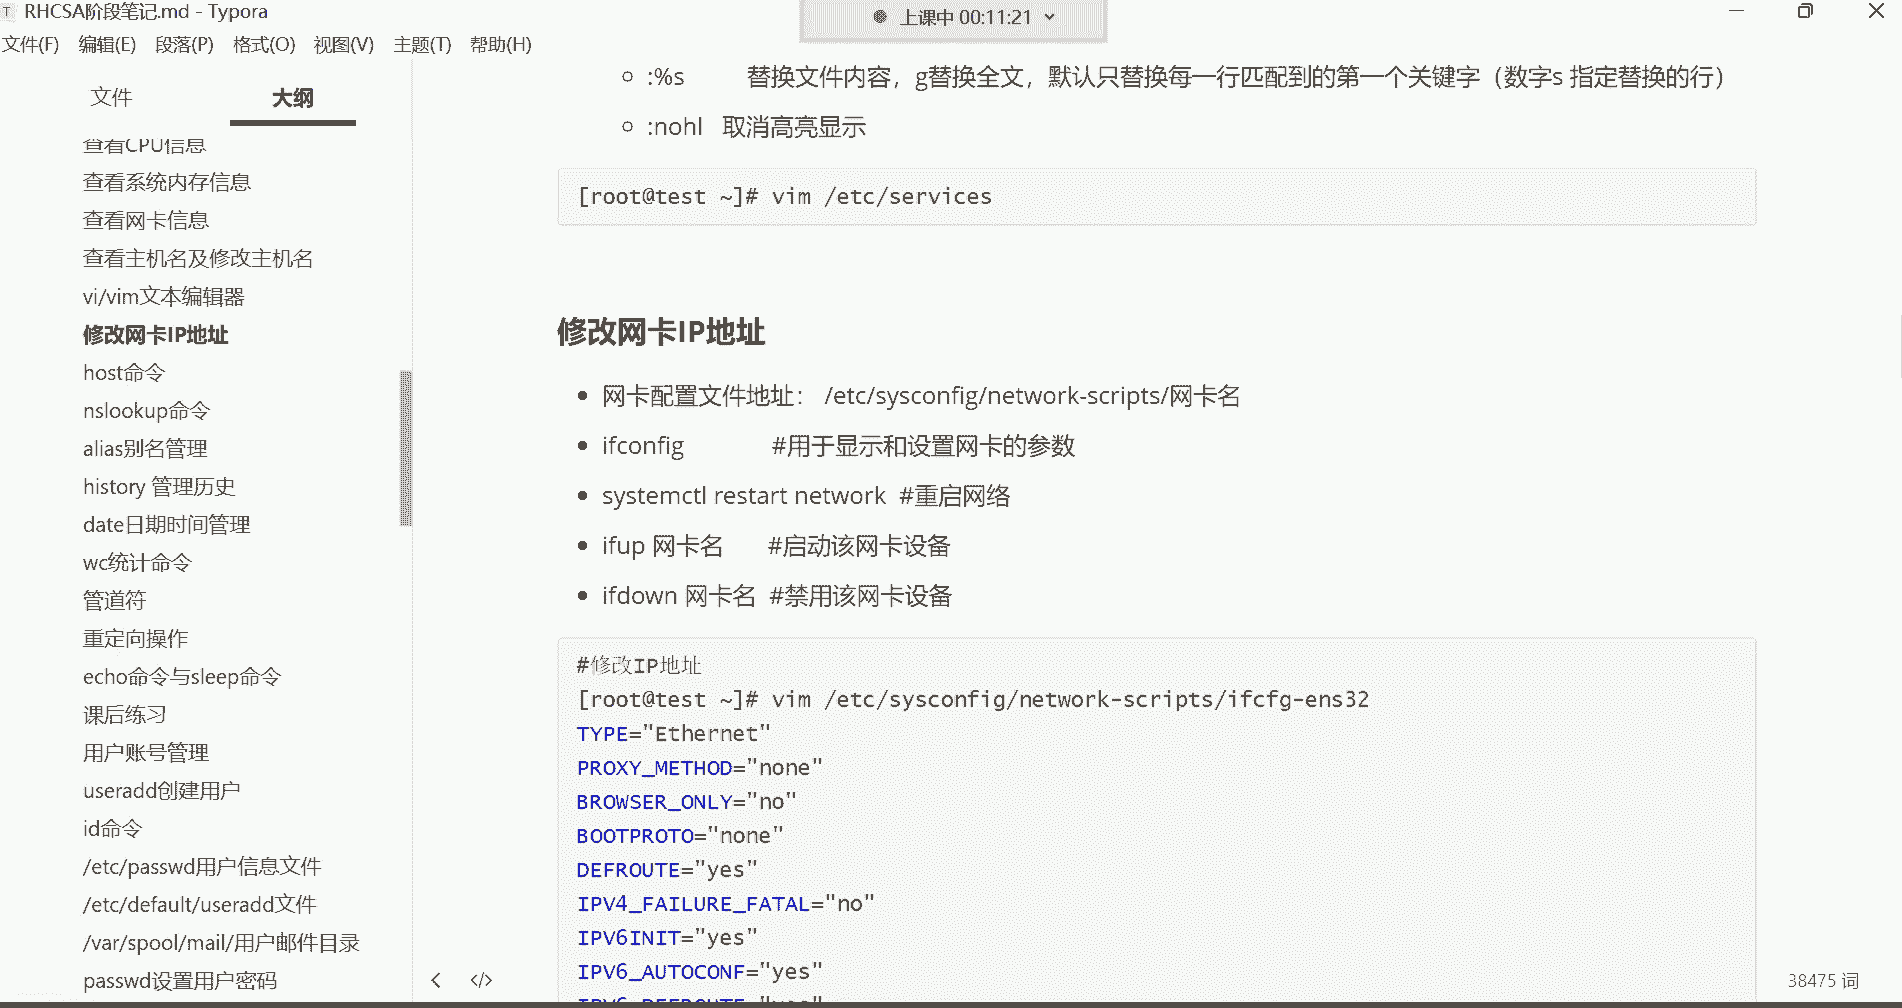 RHCSA阶段笔记.md - Typora
上课中 00:11:21
文件(F) 编辑(E) 段落(P) 格式(O) 视图(V) 主题(T) 帮助(H)
文件 大纲
查看CPU信息
查看系统内存信息
查看网卡信息
查看主机名及修改主机名
vi/vim文本编辑器
修改网卡IP地址
host命令
nslookup命令
alias别名管理
history 管理历史
date日期时间管理
wc统计命令
管道符
重定向操作
echo命令与sleep命令
课后练习
用户账号管理
useradd创建用户
id命令
/etc/passwd用户信息文件
/etc/default/useradd文件
/var/spool/mail/用户邮件目录
passwd设置用户密码
:%s 替换文件内容，g替换全文，默认只替换每一行匹配到的第一个关键字（数字s 指定替换的行）
:nohl 取消高亮显示
[root@test ~]# vim /etc/services
修改网卡IP地址
网卡配置文件地址： /etc/sysconfig/network-scripts/网卡名
ifconfig #用于显示和设置网卡的参数
systemctl restart network #重启网络
ifup 网卡名 #启动该网卡设备
ifdown 网卡名 #禁用该网卡设备
#修改IP地址
[root@test ~]# vim /etc/sysconfig/network-scripts/ifcfg-ens32
TYPE="Ethernet"
PROXY_METHOD="none"
BROWSER_ONLY="no"
BOOTPROTO="none"
DEFROUTE="yes"
IPV4_FAILURE_FATAL="no"
IPV6INIT="yes"
IPV6_AUTOCONF="yes"
38475 词